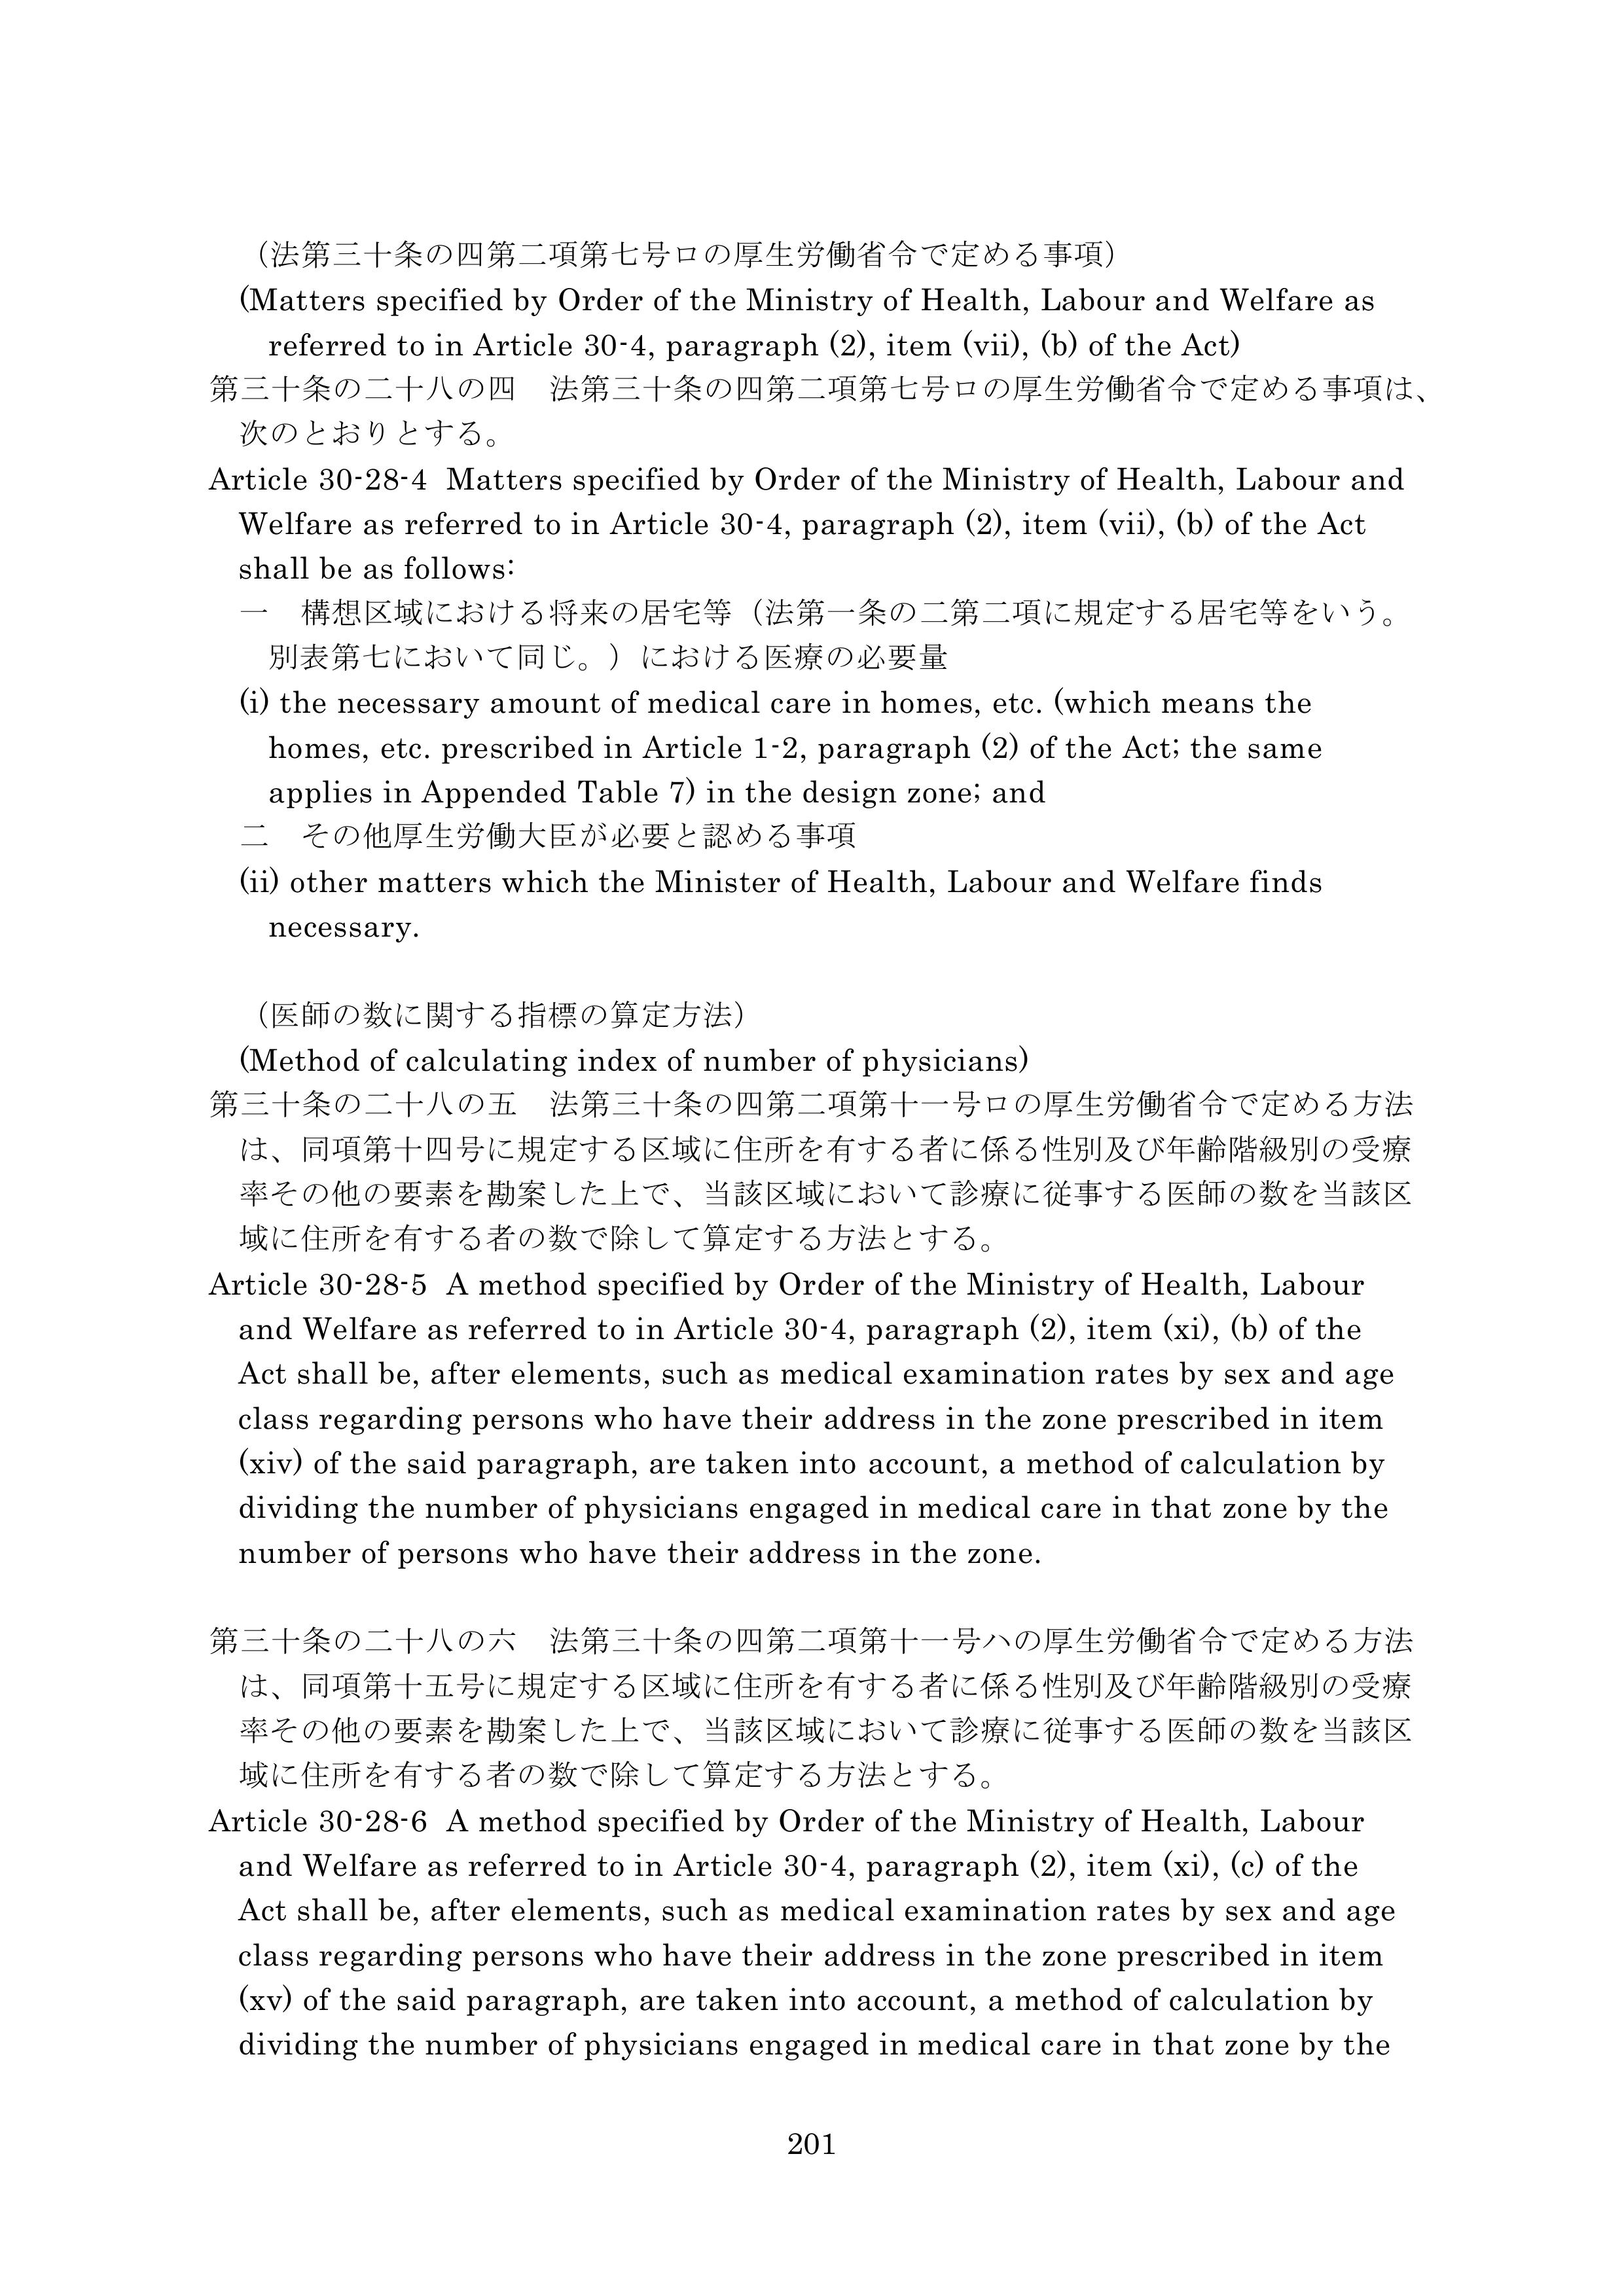 （法第三十条の四第二項第七号ロの厚生労働省令で定める事項）
(Matters specified by Order of the Ministry of Health, Labour and Welfare as
referred to in Article 30-4, paragraph (2), item (vii), (b) of the Act)
第三十条の二十八の四　法第三十条の四第二項第七号ロの厚生労働省令で定める事項は、
次のとおりとする。
Article 30-28-4 Matters specified by Order of the Ministry of Health, Labour and
Welfare as referred to in Article 30-4, paragraph (2), item (vii), (b) of the Act
shall be as follows:
一　構想区域における将来の居宅等（法第一条の二第二項に規定する居宅等をいう。
別表第七において同じ。）における医療の必要量
(i) the necessary amount of medical care in homes, etc. (which means the
homes, etc. prescribed in Article 1-2, paragraph (2) of the Act; the same
applies in Appended Table 7) in the design zone; and
二　その他厚生労働大臣が必要と認める事項
(ii) other matters which the Minister of Health, Labour and Welfare finds
necessary.
（医師の数に関する指標の算定方法）
(Method of calculating index of number of physicians)
第三十条の二十八の五　法第三十条の四第二項第十一号ロの厚生労働省令で定める方法
は、同項第十四号に規定する区域に住所を有する者に係る性別及び年齢階級別の受療
率その他の要素を勘案した上で、当該区域において診療に従事する医師の数を当該区
域に住所を有する者の数で除して算定する方法とする。
Article 30-28-5 A method specified by Order of the Ministry of Health, Labour
and Welfare as referred to in Article 30-4, paragraph (2), item (xi), (b) of the
Act shall be, after elements, such as medical examination rates by sex and age
class regarding persons who have their address in the zone prescribed in item
(xiv) of the said paragraph, are taken into account, a method of calculation by
dividing the number of physicians engaged in medical care in that zone by the
number of persons who have their address in the zone.
第三十条の二十八の六　法第三十条の四第二項第十一号ハの厚生労働省令で定める方法
は、同項第十五号に規定する区域に住所を有する者に係る性別及び年齢階級別の受療
率その他の要素を勘案した上で、当該区域において診療に従事する医師の数を当該区
域に住所を有する者の数で除して算定する方法とする。
Article 30-28-6 A method specified by Order of the Ministry of Health, Labour
and Welfare as referred to in Article 30-4, paragraph (2), item (xi), (c) of the
Act shall be, after elements, such as medical examination rates by sex and age
class regarding persons who have their address in the zone prescribed in item
(xv) of the said paragraph, are taken into account, a method of calculation by
dividing the number of physicians engaged in medical care in that zone by the
201